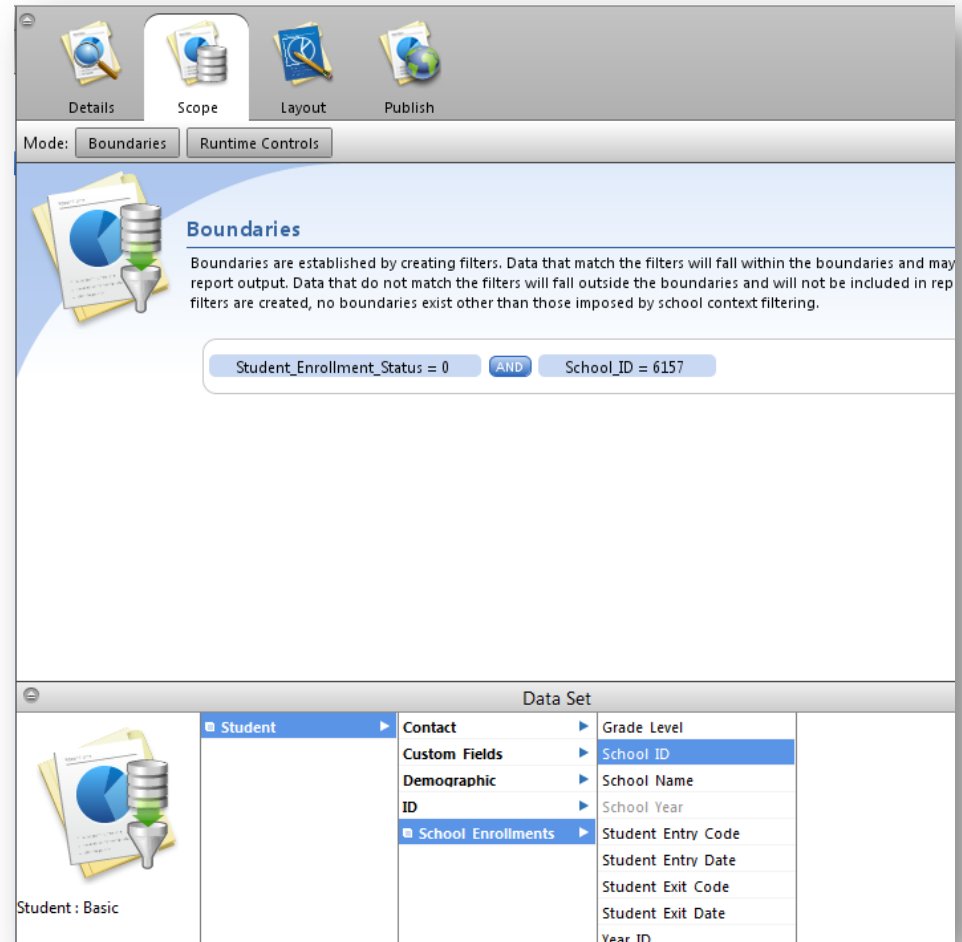 Details Scope Layout Publish
Mode: Boundaries Runtime Controls
Boundaries
Boundaries are established by creating filters. Data that match the filters will fall within the boundaries and may
report output. Data that do not match the filters will fall outside the boundaries and will not be included in rep
filters are created, no boundaries exist other than those imposed by school context filtering.
Student_Enrollment_Status = 0 AND School_ID = 6157
Data Set
Student Contact Grade Level
Custom Fields School ID
Demographic School Name
ID School Year
School Enrollments Student Entry Code
Student Entry Date
Student Exit Code
Student : Basic Student Exit Date
Year ID